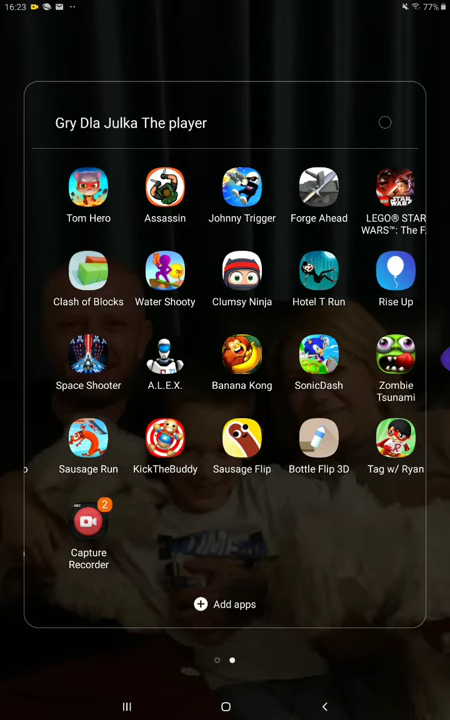 16:23
77%
Gry Dla Julka The player
Tom Hero
Assassin
Johnny Trigger
Forge Ahead
LEGO® STAR
WARS™: The F.
Clash of Blocks
Water Shooty
Clumsy Ninja
Hotel T Run
Rise Up
Space Shooter
A.L.E.X.
Banana Kong
SonicDash
Zombie
Tsunami
o
Sausage Run
KickTheBuddy
Sausage Flip
Bottle Flip 3D
Tag w/ Ryan
2
Capture
Recorder
Add apps